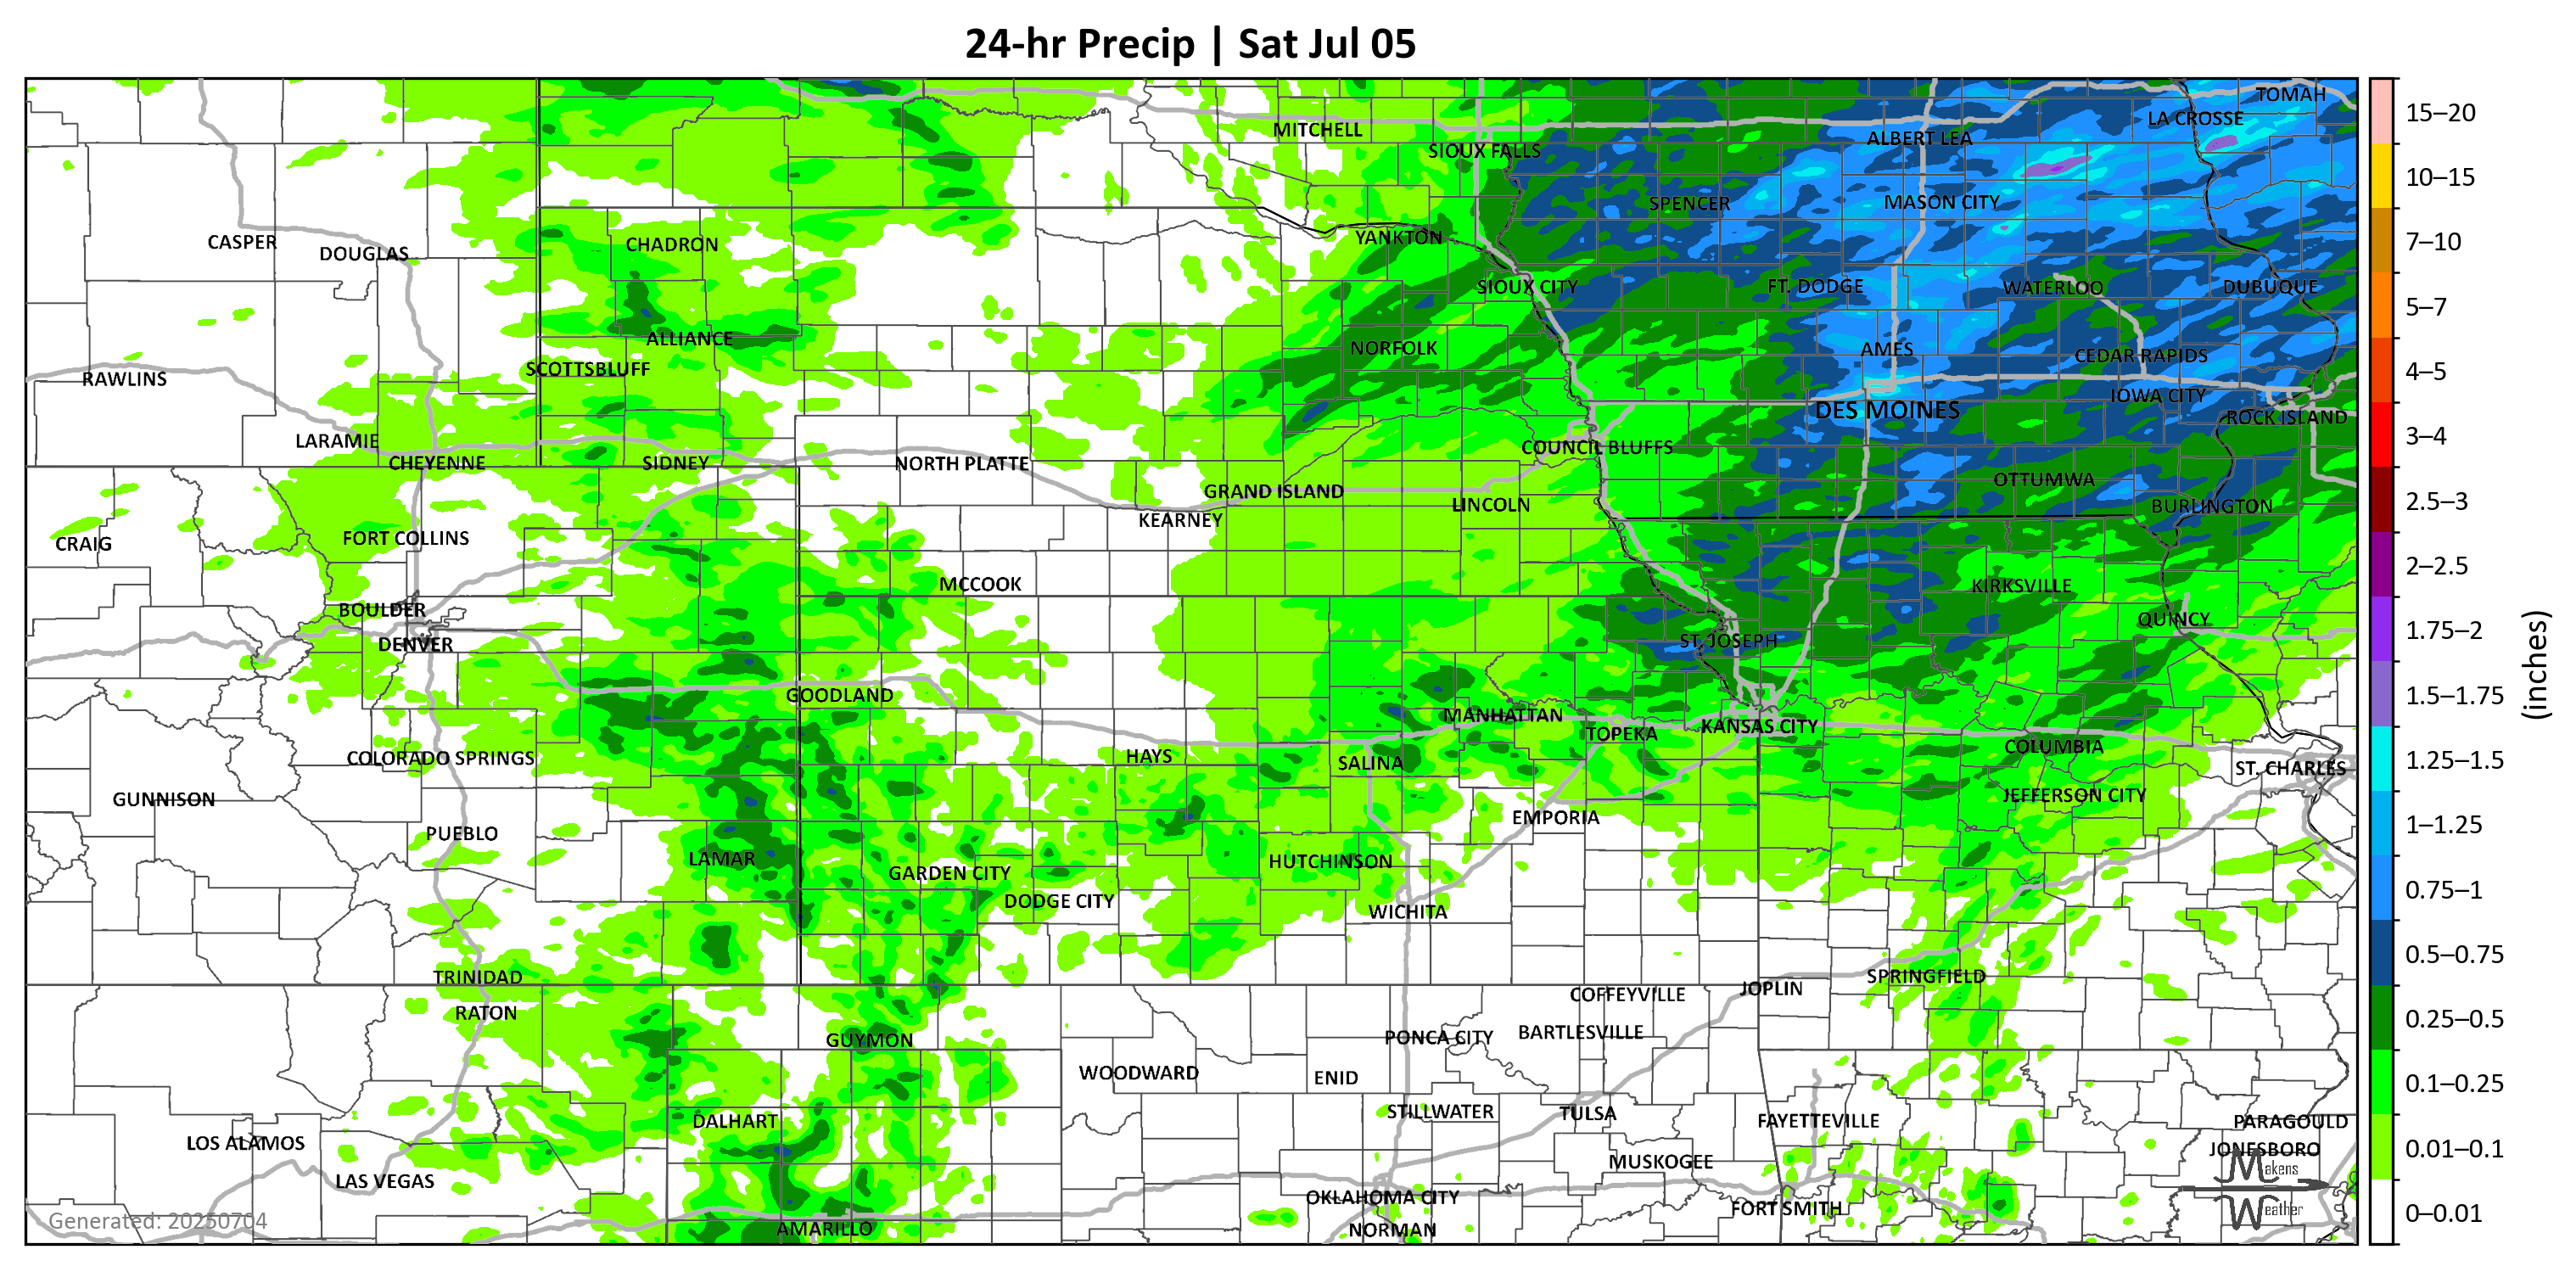 24-hr Precip | Sat Jul 05
TOMAH
LA CROSSE
MITCHELL
ALBERT LEA
SIOUX FALLS
SPENCER
MASON CITY
YANKTON
CASPER
CHADRON
DOUGLAS
SIOUX CITY
FT. DODGE
WATERLOO
DUBUQUE
ALLIANCE
NORFOLK
AMES
CEDAR RAPIDS
SCOTTSBLUFF
RAWLINS
IOWA CITY
DES MOINES
ROCK ISLAND
LARAMIE
COUNCIL BLUFFS
CHEYENNE
SIDNEY
NORTH PLATTE
OTTUMWA
GRAND ISLAND
LINCOLN
BURLINGTON
KEARNEY
CRAIG
FORT COLLINS
MCCOOK
KIRKSVILLE
BOULDER
QUINCY
DENVER
ST. JOSEPH
GOODLAND
MANHATTAN
TOPEKA
KANSAS CITY
COLUMBIA
COLORADO SPRINGS
HAYS
SALINA
ST. CHARLES
GUNNISON
JEFFERSON CITY
EMPORIA
PUEBLO
LAMAR
HUTCHINSON
GARDEN CITY
DODGE CITY
WICHITA
TRINIDAD
SPRINGFIELD
JOPLIN
COFFEYVILLE
RATON
PONCA CITY
BARTLESVILLE
GUYMON
WOODWARD
ENID
STILLWATER
TULSA
DALHART
FAYETTEVILLE
PARAGOULD
LOS ALAMOS
JONESBORO
MUSKOGEE
LAS VEGAS
OKLAHOMA CITY
FORT SMITH
AMARILLO
NORMAN
Generated: 20250704
Makens
Weather
15–20
10–15
7–10
5–7
4–5
3–4
2.5–3
2–2.5
1.75–2
1.5–1.75
1.25–1.5
1–1.25
0.75–1
0.5–0.75
0.25–0.5
0.1–0.25
0.01–0.1
0–0.01
(inches)